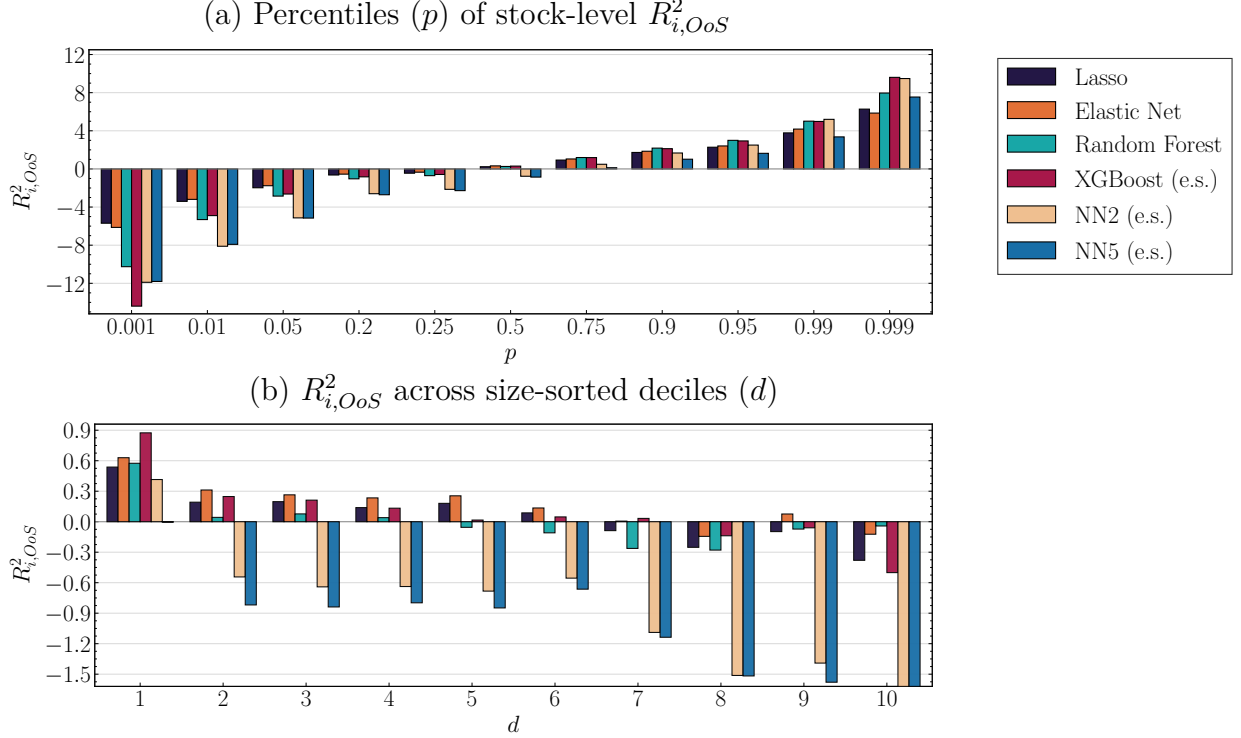 (a) Percentiles (p) of stock-level R²_{i,OoS}
12
8
4
0
−4
−8
−12
R²_{i,OoS}
0.001 0.01 0.05 0.2 0.25 0.5 0.75 0.9 0.95 0.99 0.999
p
Lasso
Elastic Net
Random Forest
XGBoost (e.s.)
NN2 (e.s.)
NN5 (e.s.)
(b) R²_{i,OoS} across size-sorted deciles (d)
0.9
0.6
0.3
0.0
−0.3
−0.6
−0.9
−1.2
−1.5
R²_{i,OoS}
1 2 3 4 5 6 7 8 9 10
d